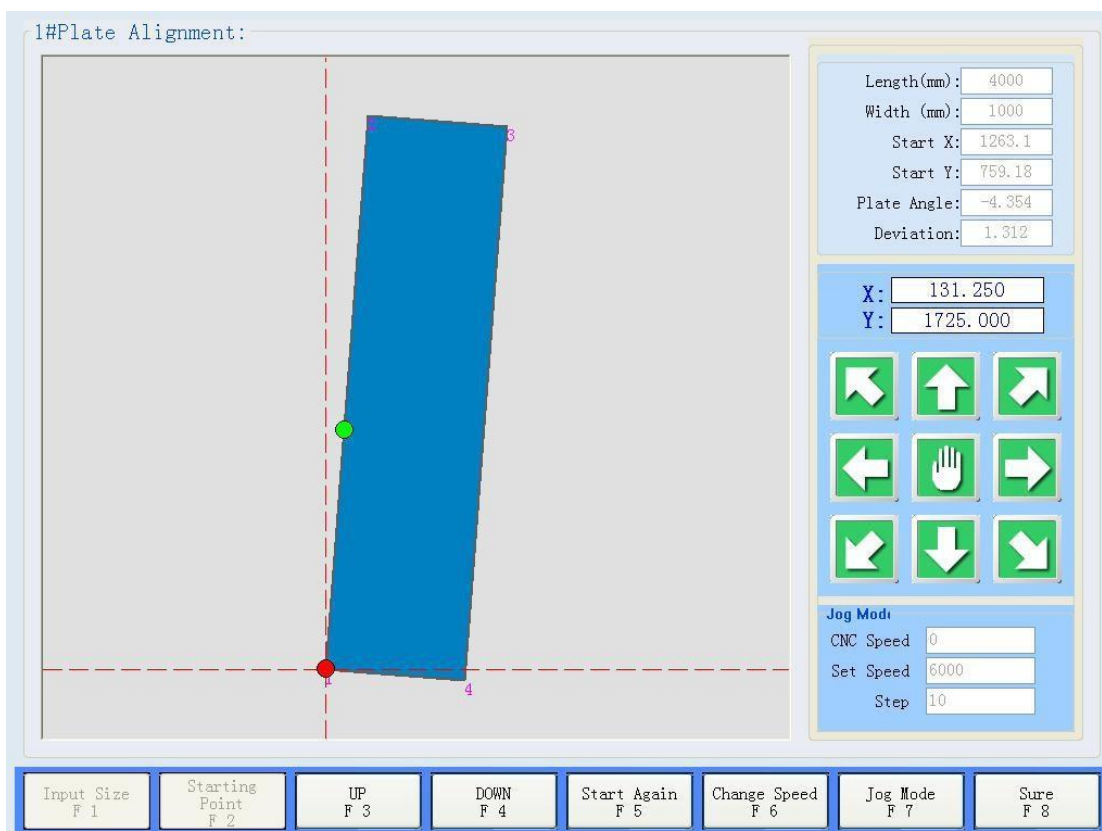 1#Plate Alignment:
2
3
1
4
Length(mm): 4000
Width (mm): 1000
Start X: 1263.1
Start Y: 759.18
Plate Angle: -4.354
Deviation: 1.312
X: 131.250
Y: 1725.000
Jog Mod
CNC Speed 0
Set Speed 6000
Step 10
Input Size
F 1
Starting
Point
F 2
UP
F 3
DOWN
F 4
Start Again
F 5
Change Speed
F 6
Jog Mode
F 7
Sure
F 8